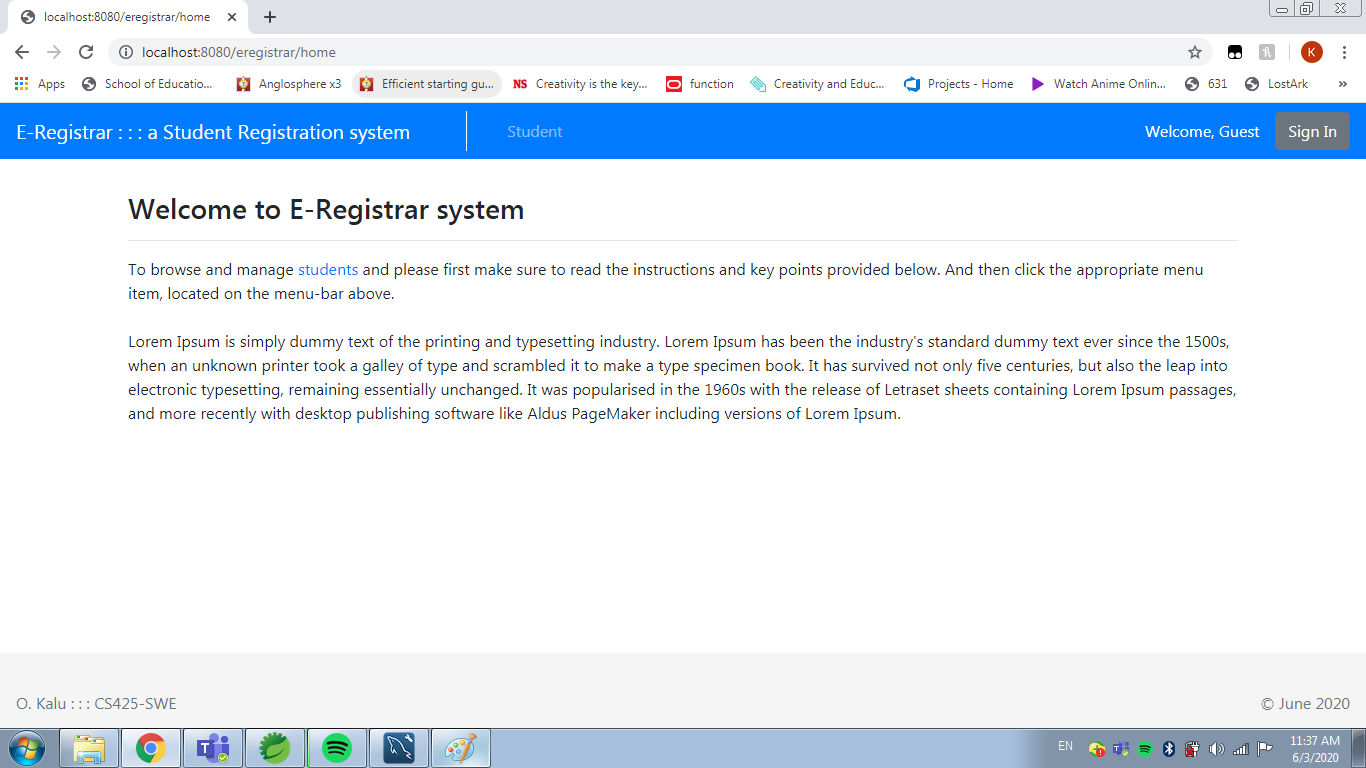 localhost:8080/eregistrar/home
localhost:8080/eregistrar/home
K
Apps
School of Educatio...
Anglosphere x3
Efficient starting gu...
NS Creativity is the key...
function
Creativity and Educ...
Projects - Home
Watch Anime Online...
631
LostArk
»
E-Registrar : : : a Student Registration system
Student
Welcome, Guest
Sign In
Welcome to E-Registrar system
To browse and manage students and please first make sure to read the instructions and key points provided below. And then click the appropriate menu
item, located on the menu-bar above.
Lorem Ipsum is simply dummy text of the printing and typesetting industry. Lorem Ipsum has been the industry's standard dummy text ever since the 1500s,
when an unknown printer took a galley of type and scrambled it to make a type specimen book. It has survived not only five centuries, but also the leap into
electronic typesetting, remaining essentially unchanged. It was popularised in the 1960s with the release of Letraset sheets containing Lorem Ipsum passages,
and more recently with desktop publishing software like Aldus PageMaker including versions of Lorem Ipsum.
O. Kalu : : : CS425-SWE
© June 2020
EN
11:37 AM
6/3/2020